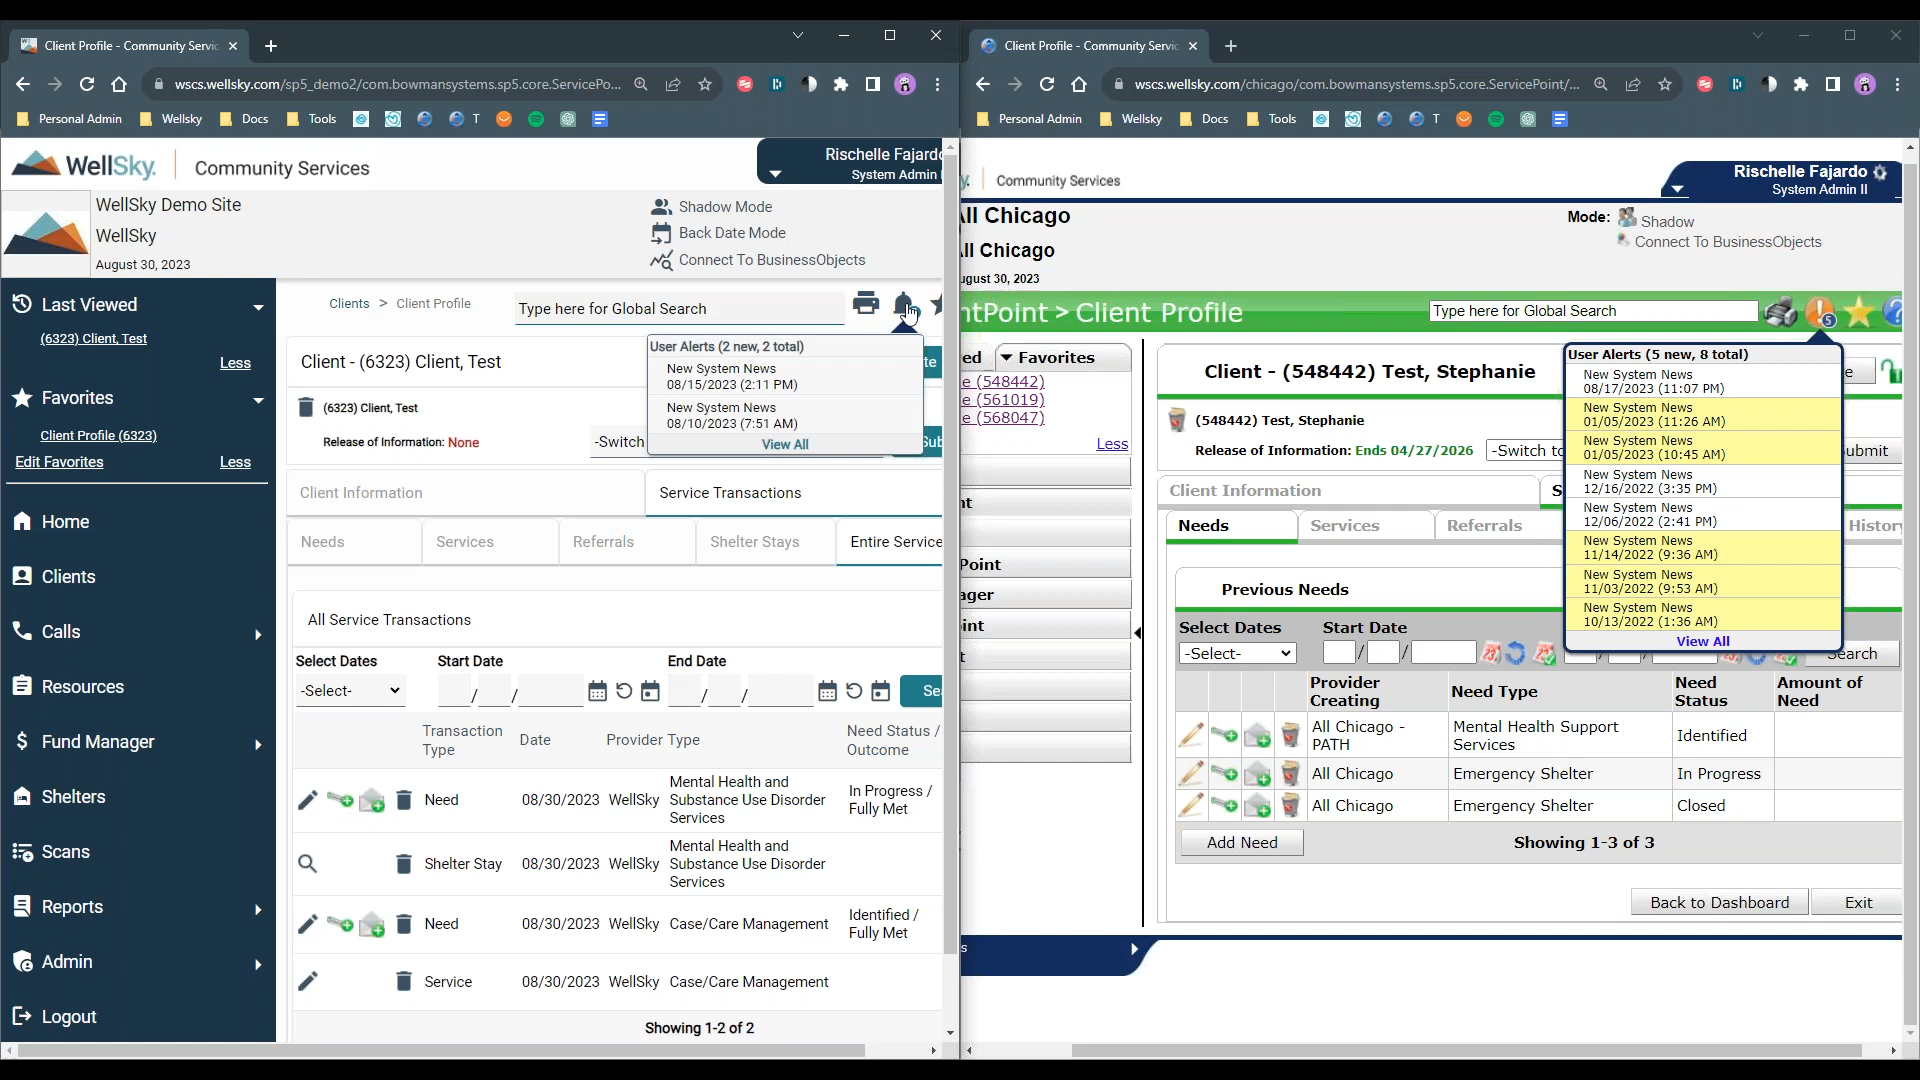 Client Profile - Community Servic
wscs.wellsky.com/sp5_demo2/com.bowmansystems.sp5.core.ServicePo...
Personal Admin
Wellsky
Docs
Tools
T
WellSky.
Community Services
Rischelle Fajardo
System Admin
WellSky Demo Site
WellSky
August 30, 2023
Shadow Mode
Back Date Mode
Connect To BusinessObjects
Last Viewed
(6323) Client, Test
Less
Favorites
Client Profile (6323)
Edit Favorites
Less
Home
Clients
Calls
Resources
Fund Manager
Shelters
Scans
Reports
Admin
Logout
Clients > Client Profile
Type here for Global Search
Client - (6323) Client, Test
te
(6323) Client, Test
Release of Information: None
-Switch
Sub
User Alerts (2 new, 2 total)
New System News
08/15/2023 (2:11 PM)
New System News
08/10/2023 (7:51 AM)
View All
Client Information
Service Transactions
Needs
Services
Referrals
Shelter Stays
Entire Service
All Service Transactions
Select Dates
Start Date
End Date
-Select-
/ /
/ /
Sea
Transaction Type
Date
Provider
Type
Need Status / Outcome
Need
08/30/2023
WellSky
Mental Health and Substance Use Disorder Services
In Progress / Fully Met
Shelter Stay
08/30/2023
WellSky
Mental Health and Substance Use Disorder Services
Need
08/30/2023
WellSky
Case/Care Management
Identified / Fully Met
Service
08/30/2023
WellSky
Case/Care Management
Showing 1-2 of 2
Client Profile - Community Servic
wscs.wellsky.com/chicago/com.bowmansystems.sp5.core.ServicePoint/...
Personal Admin
Wellsky
Docs
Tools
T
y.
Community Services
Rischelle Fajardo
System Admin II
All Chicago
All Chicago
ugust 30, 2023
Mode:
Shadow
Connect To BusinessObjects
ntPoint > Client Profile
Type here for Global Search
5
ed
Favorites
e (548442)
e (561019)
e (568047)
Less
nt
Point
ager
int
t
s
Client - (548442) Test, Stephanie
e
(548442) Test, Stephanie
Release of Information: Ends 04/27/2026
-Switch to
ubmit
User Alerts (5 new, 8 total)
New System News
08/17/2023 (11:07 PM)
New System News
01/05/2023 (11:26 AM)
New System News
01/05/2023 (10:45 AM)
New System News
12/16/2022 (3:35 PM)
New System News
12/06/2022 (2:41 PM)
New System News
11/14/2022 (9:36 AM)
New System News
11/03/2022 (9:53 AM)
New System News
10/13/2022 (1:36 AM)
View All
Client Information
S
Needs
Services
Referrals
History
Previous Needs
Select Dates
Start Date
-Select-
/ /
Search
Provider Creating
Need Type
Need Status
Amount of Need
All Chicago - PATH
Mental Health Support Services
Identified
All Chicago
Emergency Shelter
In Progress
All Chicago
Emergency Shelter
Closed
Add Need
Showing 1-3 of 3
Back to Dashboard
Exit